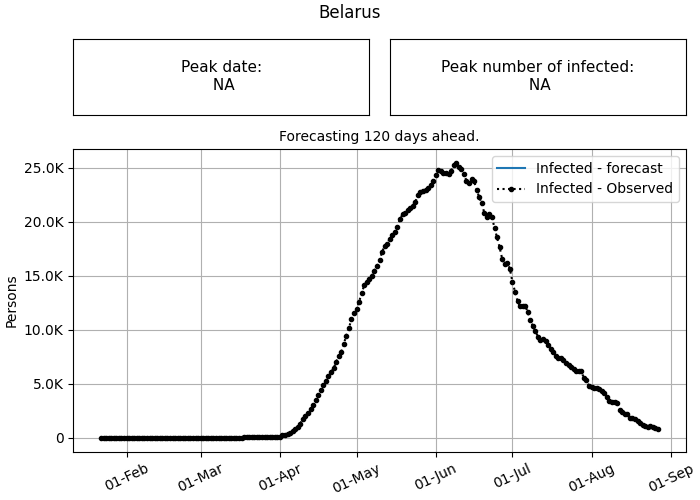 Belarus
Peak date:
NA
Peak number of infected:
NA
Forecasting 120 days ahead.
Infected - forecast
Infected - Observed
Persons
25.0K
20.0K
15.0K
10.0K
5.0K
0
01-Feb
01-Mar
01-Apr
01-May
01-Jun
01-Jul
01-Aug
01-Sep